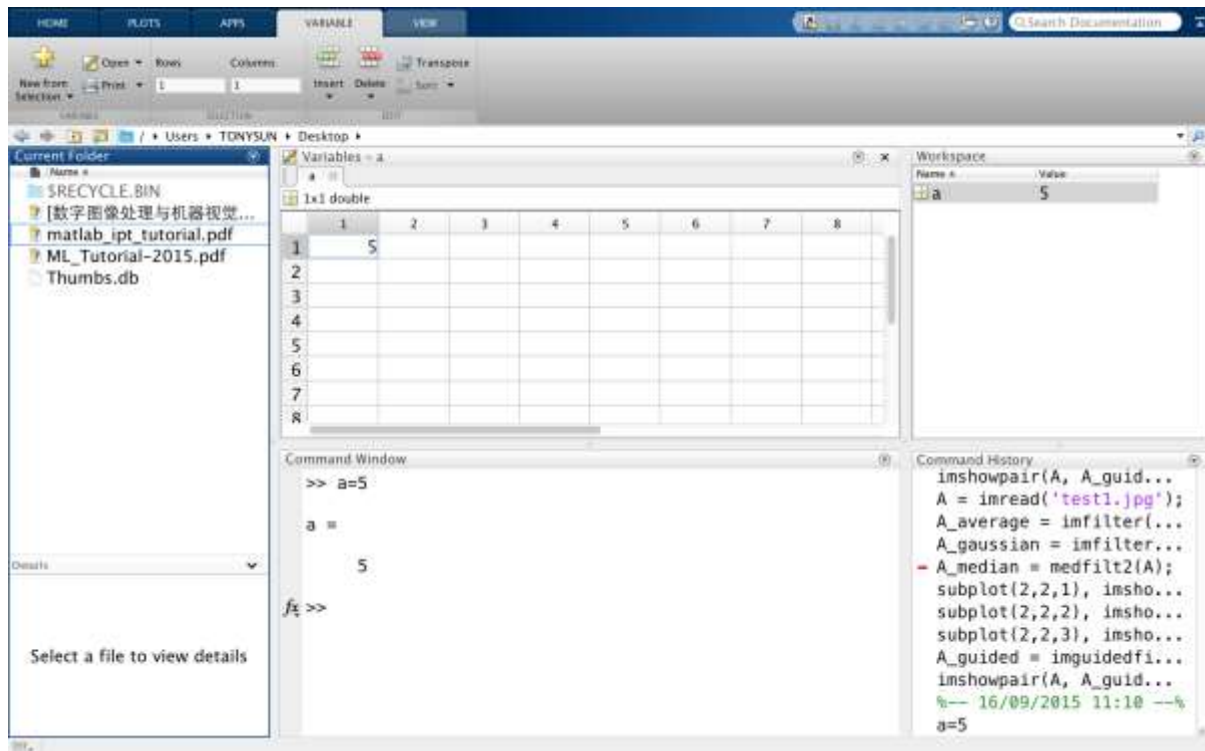 HOME PLOTS APPS VARIABLE VIEW
Search Documentation
New from Selection
Open
Print
Rows
1
Columns
1
Insert
Delete
Transpose
Sort
VARIABLE SELECTION EDIT
/ Users TONYSUN Desktop
Current Folder
Name
$RECYCLE.BIN
[数字图像处理与机器视觉...
matlab_ipt_tutorial.pdf
ML_Tutorial-2015.pdf
Thumbs.db
Details
Select a file to view details
Variables - a
a
1x1 double
1 2 3 4 5 6 7 8
1 5
2
3
4
5
6
7
8
Command Window
>> a=5
a =
5
fx >>
Workspace
Name Value
a 5
Command History
imshowpair(A, A_guid...
A = imread('test1.jpg');
A_average = imfilter(...
A_gaussian = imfilter...
A_median = medfilt2(A);
subplot(2,2,1), imsho...
subplot(2,2,2), imsho...
subplot(2,2,3), imsho...
A_guided = imguidedfi...
imshowpair(A, A_guid...
%-- 16/09/2015 11:10 --%
a=5